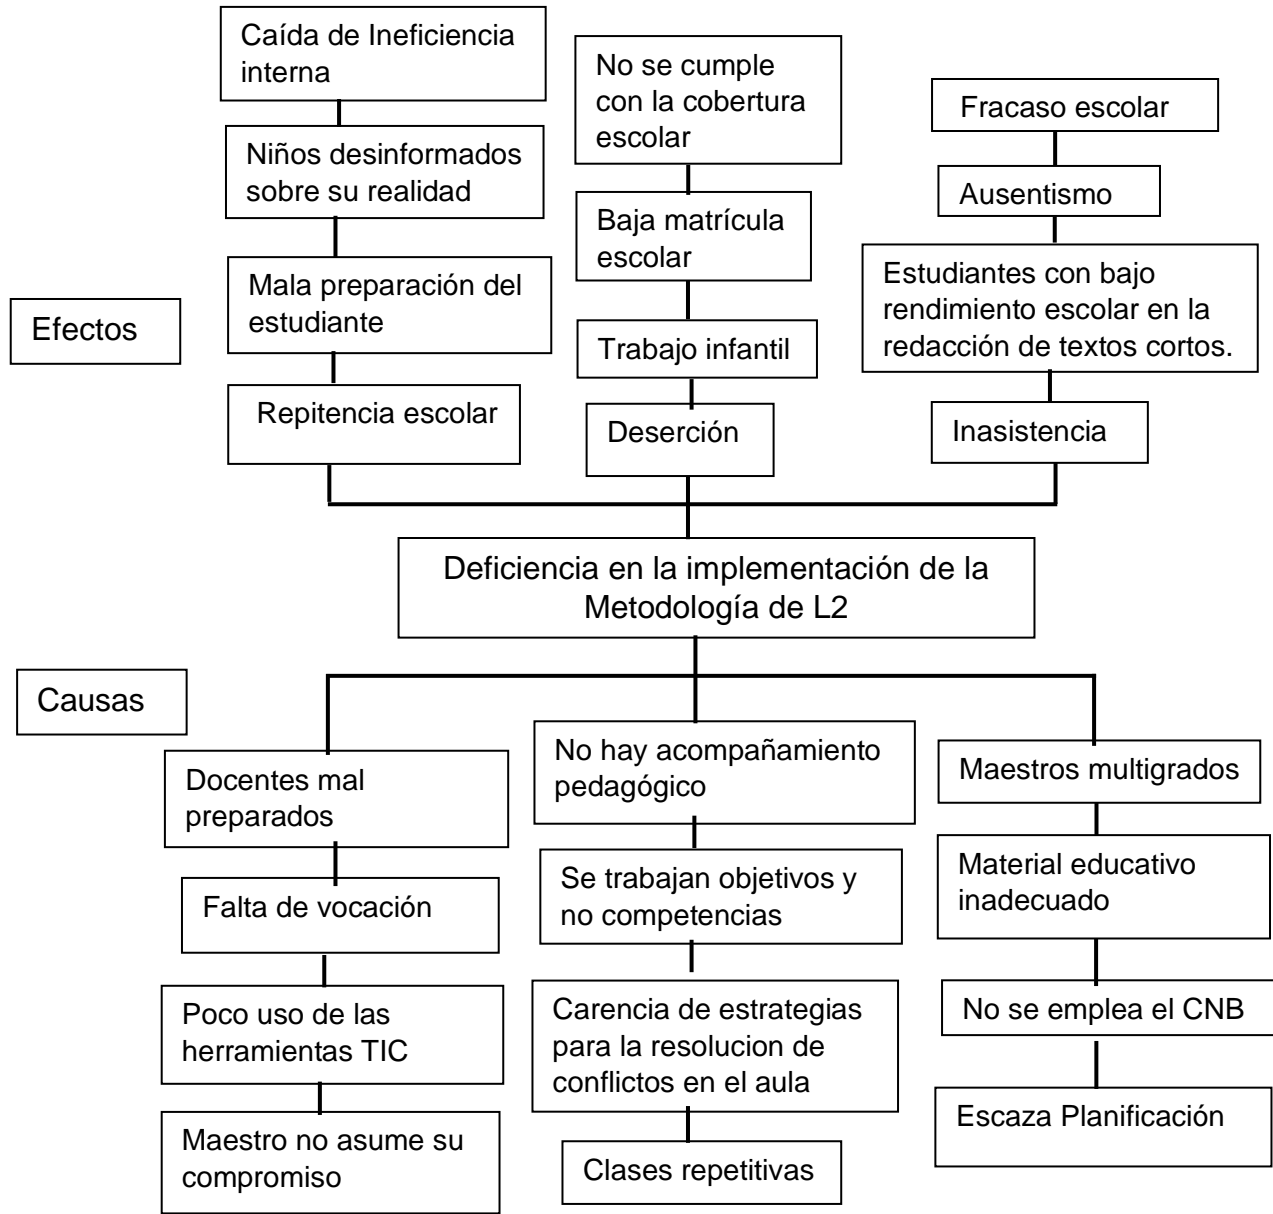 Caída de Ineficiencia
interna
Niños desinformados
sobre su realidad
Mala preparación del
estudiante
Repitencia escolar
No se cumple
con la cobertura
escolar
Baja matrícula
escolar
Trabajo infantil
Deserción
Fracaso escolar
Ausentismo
Estudiantes con bajo
rendimiento escolar en la
redacción de textos cortos.
Inasistencia
Efectos
Deficiencia en la implementación de la
Metodología de L2
Causas
Docentes mal
preparados
Falta de vocación
Poco uso de las
herramientas TIC
Maestro no asume su
compromiso
No hay acompañamiento
pedagógico
Se trabajan objetivos y
no competencias
Carencia de estrategias
para la resolucion de
conflictos en el aula
Clases repetitivas
Maestros multigrados
Material educativo
inadecuado
No se emplea el CNB
Escaza Planificación